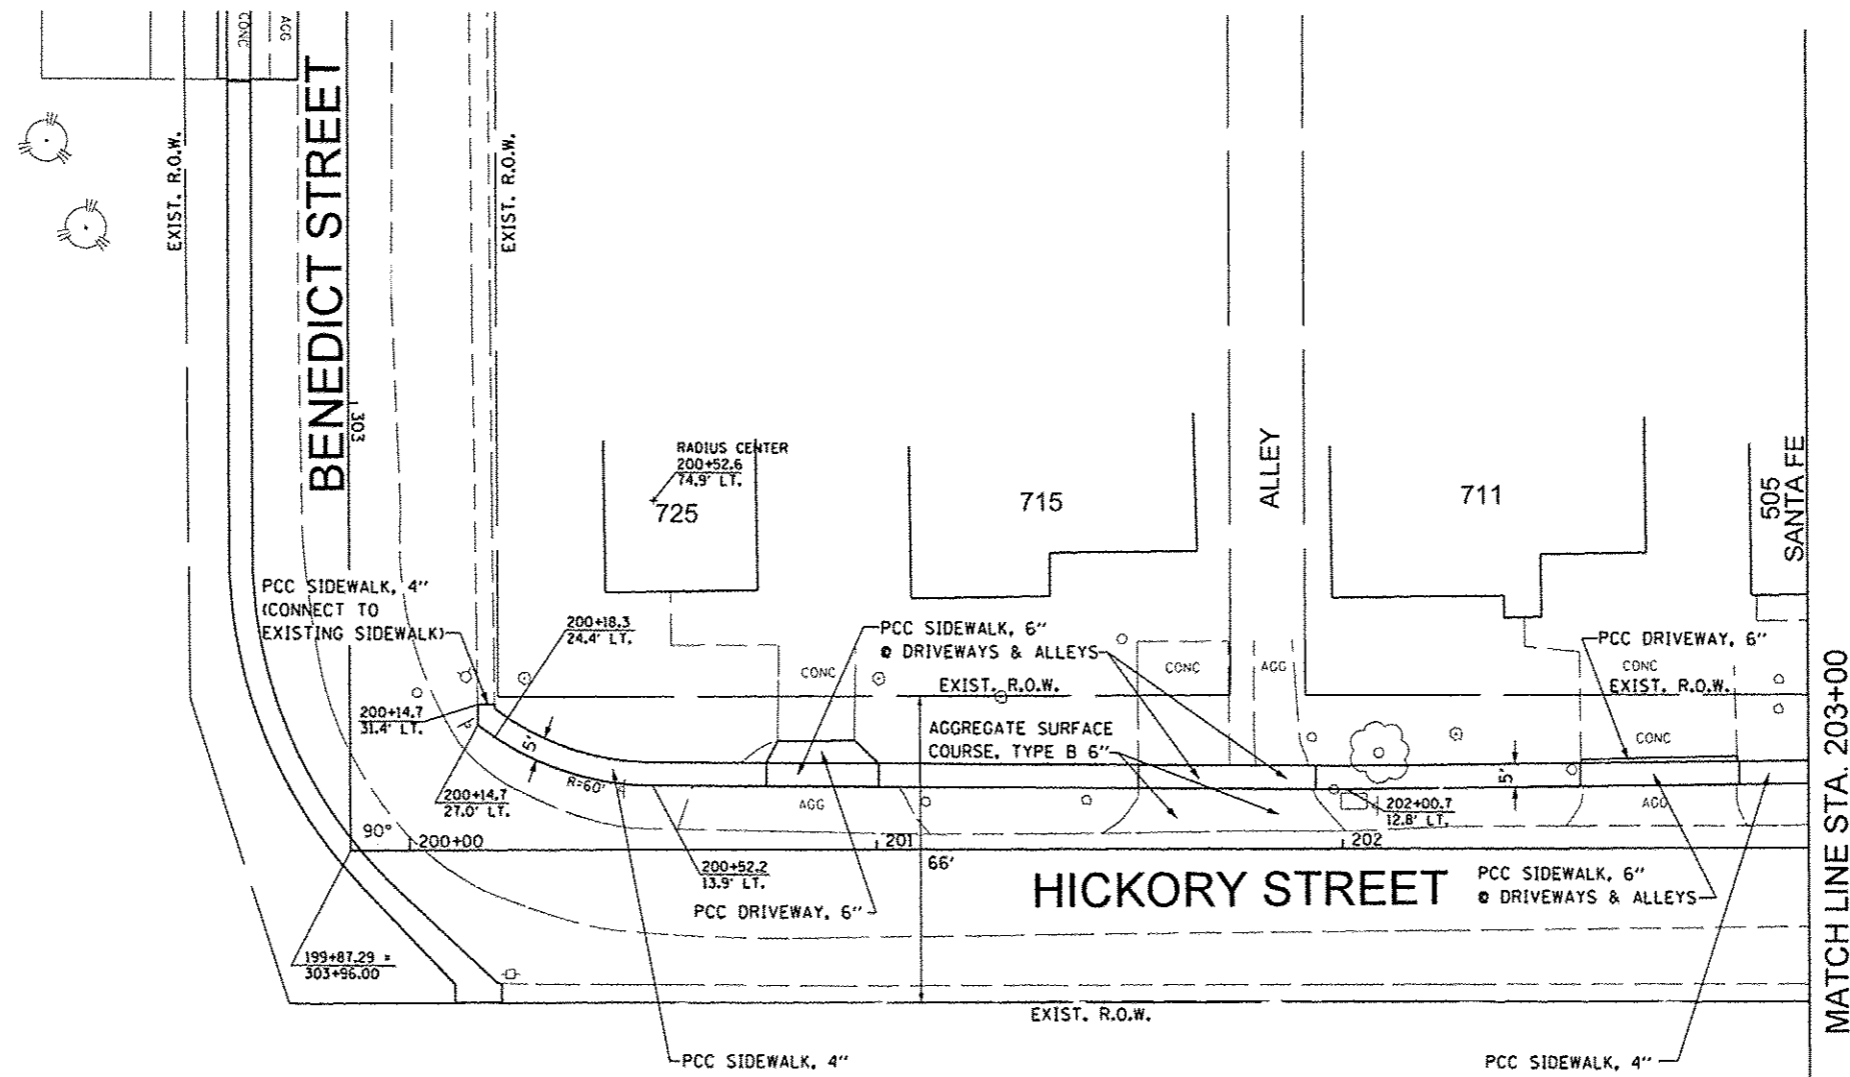 CONC
AGG
BENEDICT STREET
EXIST. R.O.W.
EXIST. R.O.W.
303
RADIUS CENTER
200+52.6
74.9' LT.
725
715
ALLEY
711
505
SANTA FE
PCC SIDEWALK, 4"
(CONNECT TO
EXISTING SIDEWALK)
200+18.3
24.4' LT.
PCC SIDEWALK, 6"
@ DRIVEWAYS & ALLEYS
CONC
CONC
AGG
PCC DRIVEWAY, 6"
CONC
EXIST. R.O.W.
EXIST. R.O.W.
200+14.7
31.4' LT.
5'
AGGREGATE SURFACE
COURSE, TYPE B 6"
CONC
R=60'
5'
200+14.7
27.0' LT.
AGG
202+00.7
12.8' LT.
AGG
90°
200+00
201
202
66'
200+52.2
13.9' LT.
PCC DRIVEWAY, 6"
HICKORY STREET
PCC SIDEWALK, 6"
@ DRIVEWAYS & ALLEYS
199+87.29 =
303+96.00
EXIST. R.O.W.
PCC SIDEWALK, 4"
PCC SIDEWALK, 4"
MATCH LINE STA. 203+00